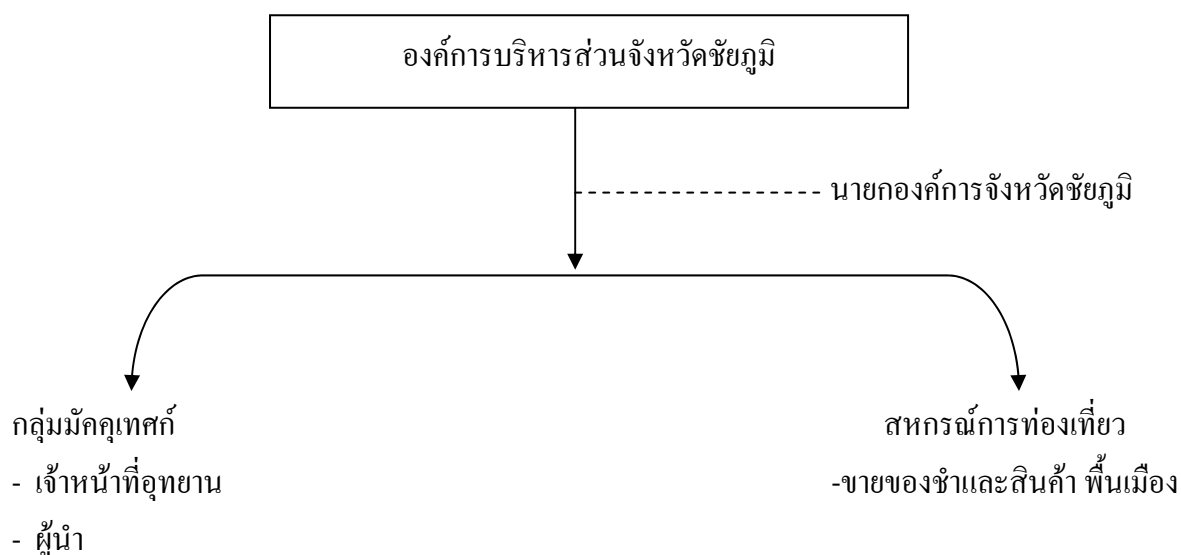 องค์การบริหารส่วนจังหวัดชัยภูมิ
นายกองค์การจังหวัดชัยภูมิ
กลุ่มมัคคุเทศก์
- เจ้าหน้าที่อุทยาน
- ผู้นำ
สหกรณ์การท่องเที่ยว
-ขายของชำและสินค้า พื้นเมือง